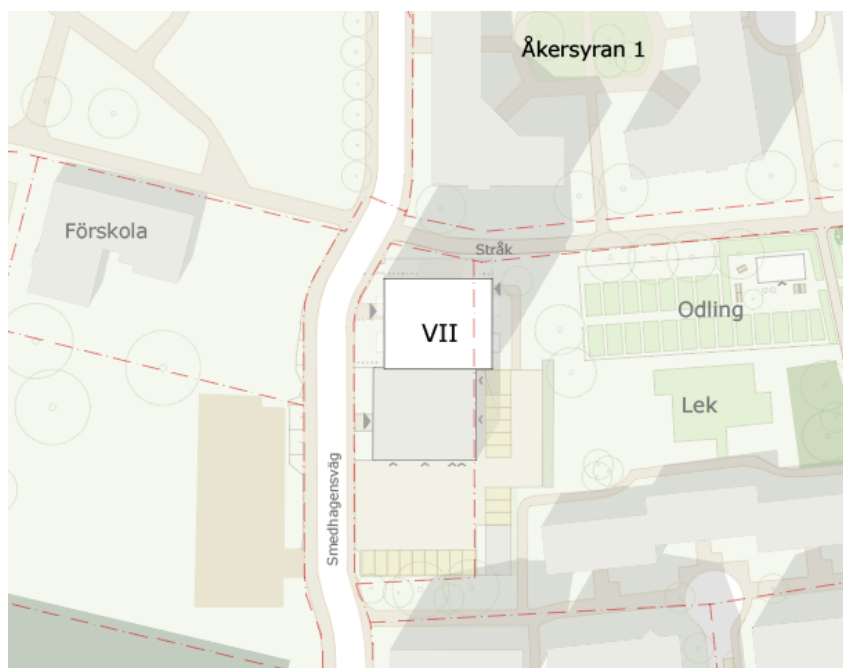 Åkersyran 1
Förskola
Stråk
Odling
VII
Lek
Smedhagensväg